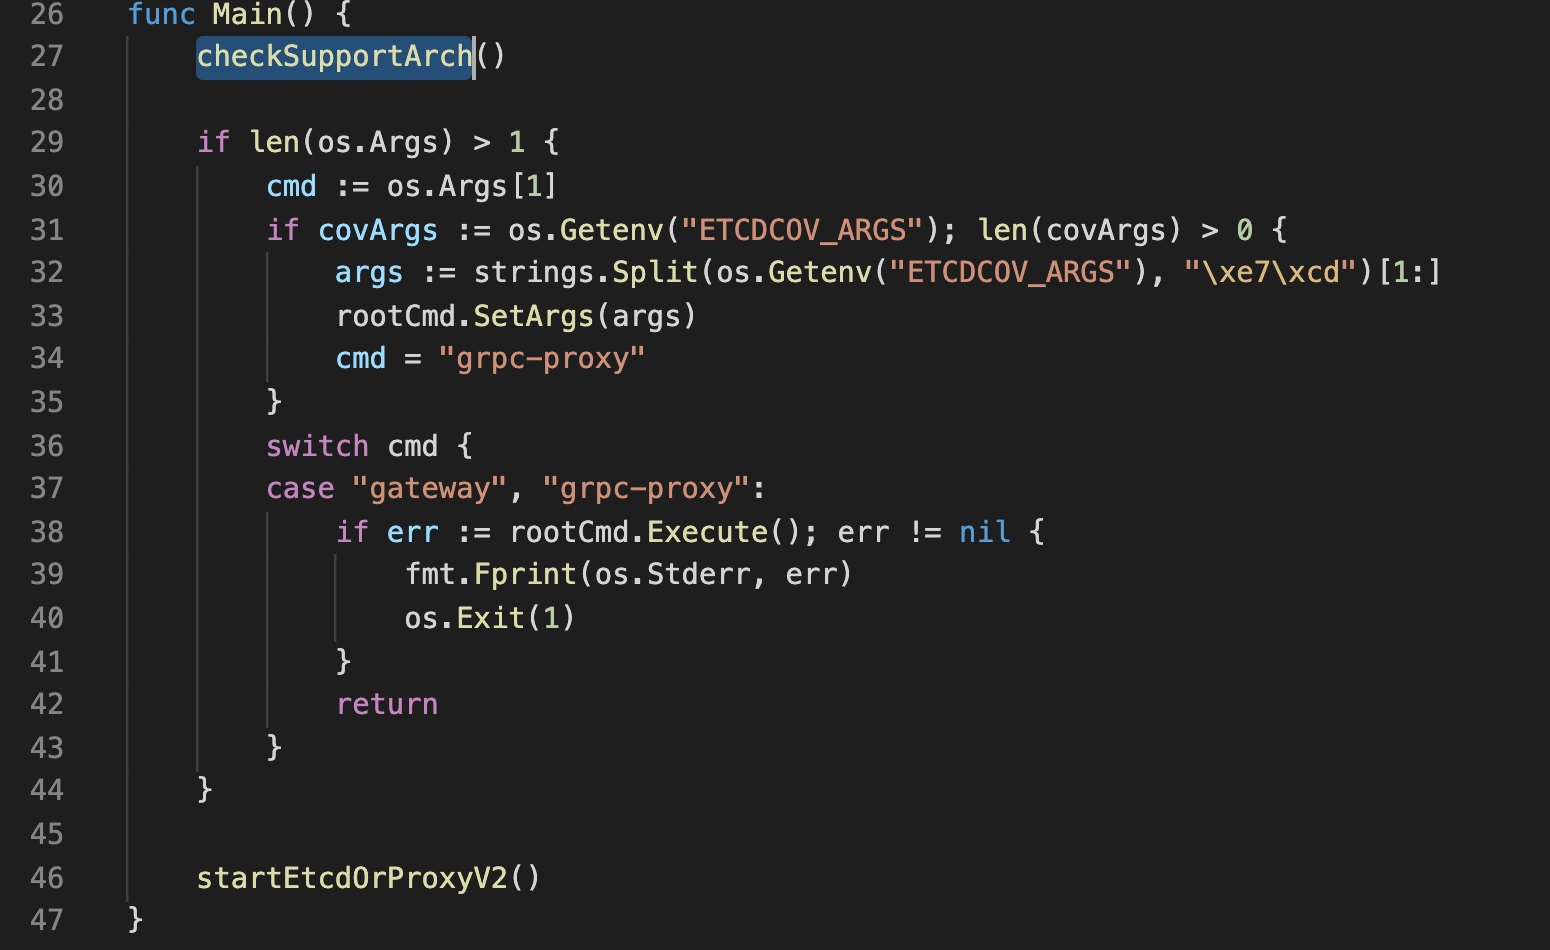 26 func Main() {
27     checkSupportArch()
28
29     if len(os.Args) > 1 {
30         cmd := os.Args[1]
31         if covArgs := os.Getenv("ETCDCOV_ARGS"); len(covArgs) > 0 {
32             args := strings.Split(os.Getenv("ETCDCOV_ARGS"), "\xe7\xcd")[1:]
33             rootCmd.SetArgs(args)
34             cmd = "grpc-proxy"
35         }
36         switch cmd {
37         case "gateway", "grpc-proxy":
38             if err := rootCmd.Execute(); err != nil {
39                 fmt.Fprint(os.Stderr, err)
40                 os.Exit(1)
41             }
42             return
43         }
44     }
45
46     startEtcdOrProxyV2()
47 }